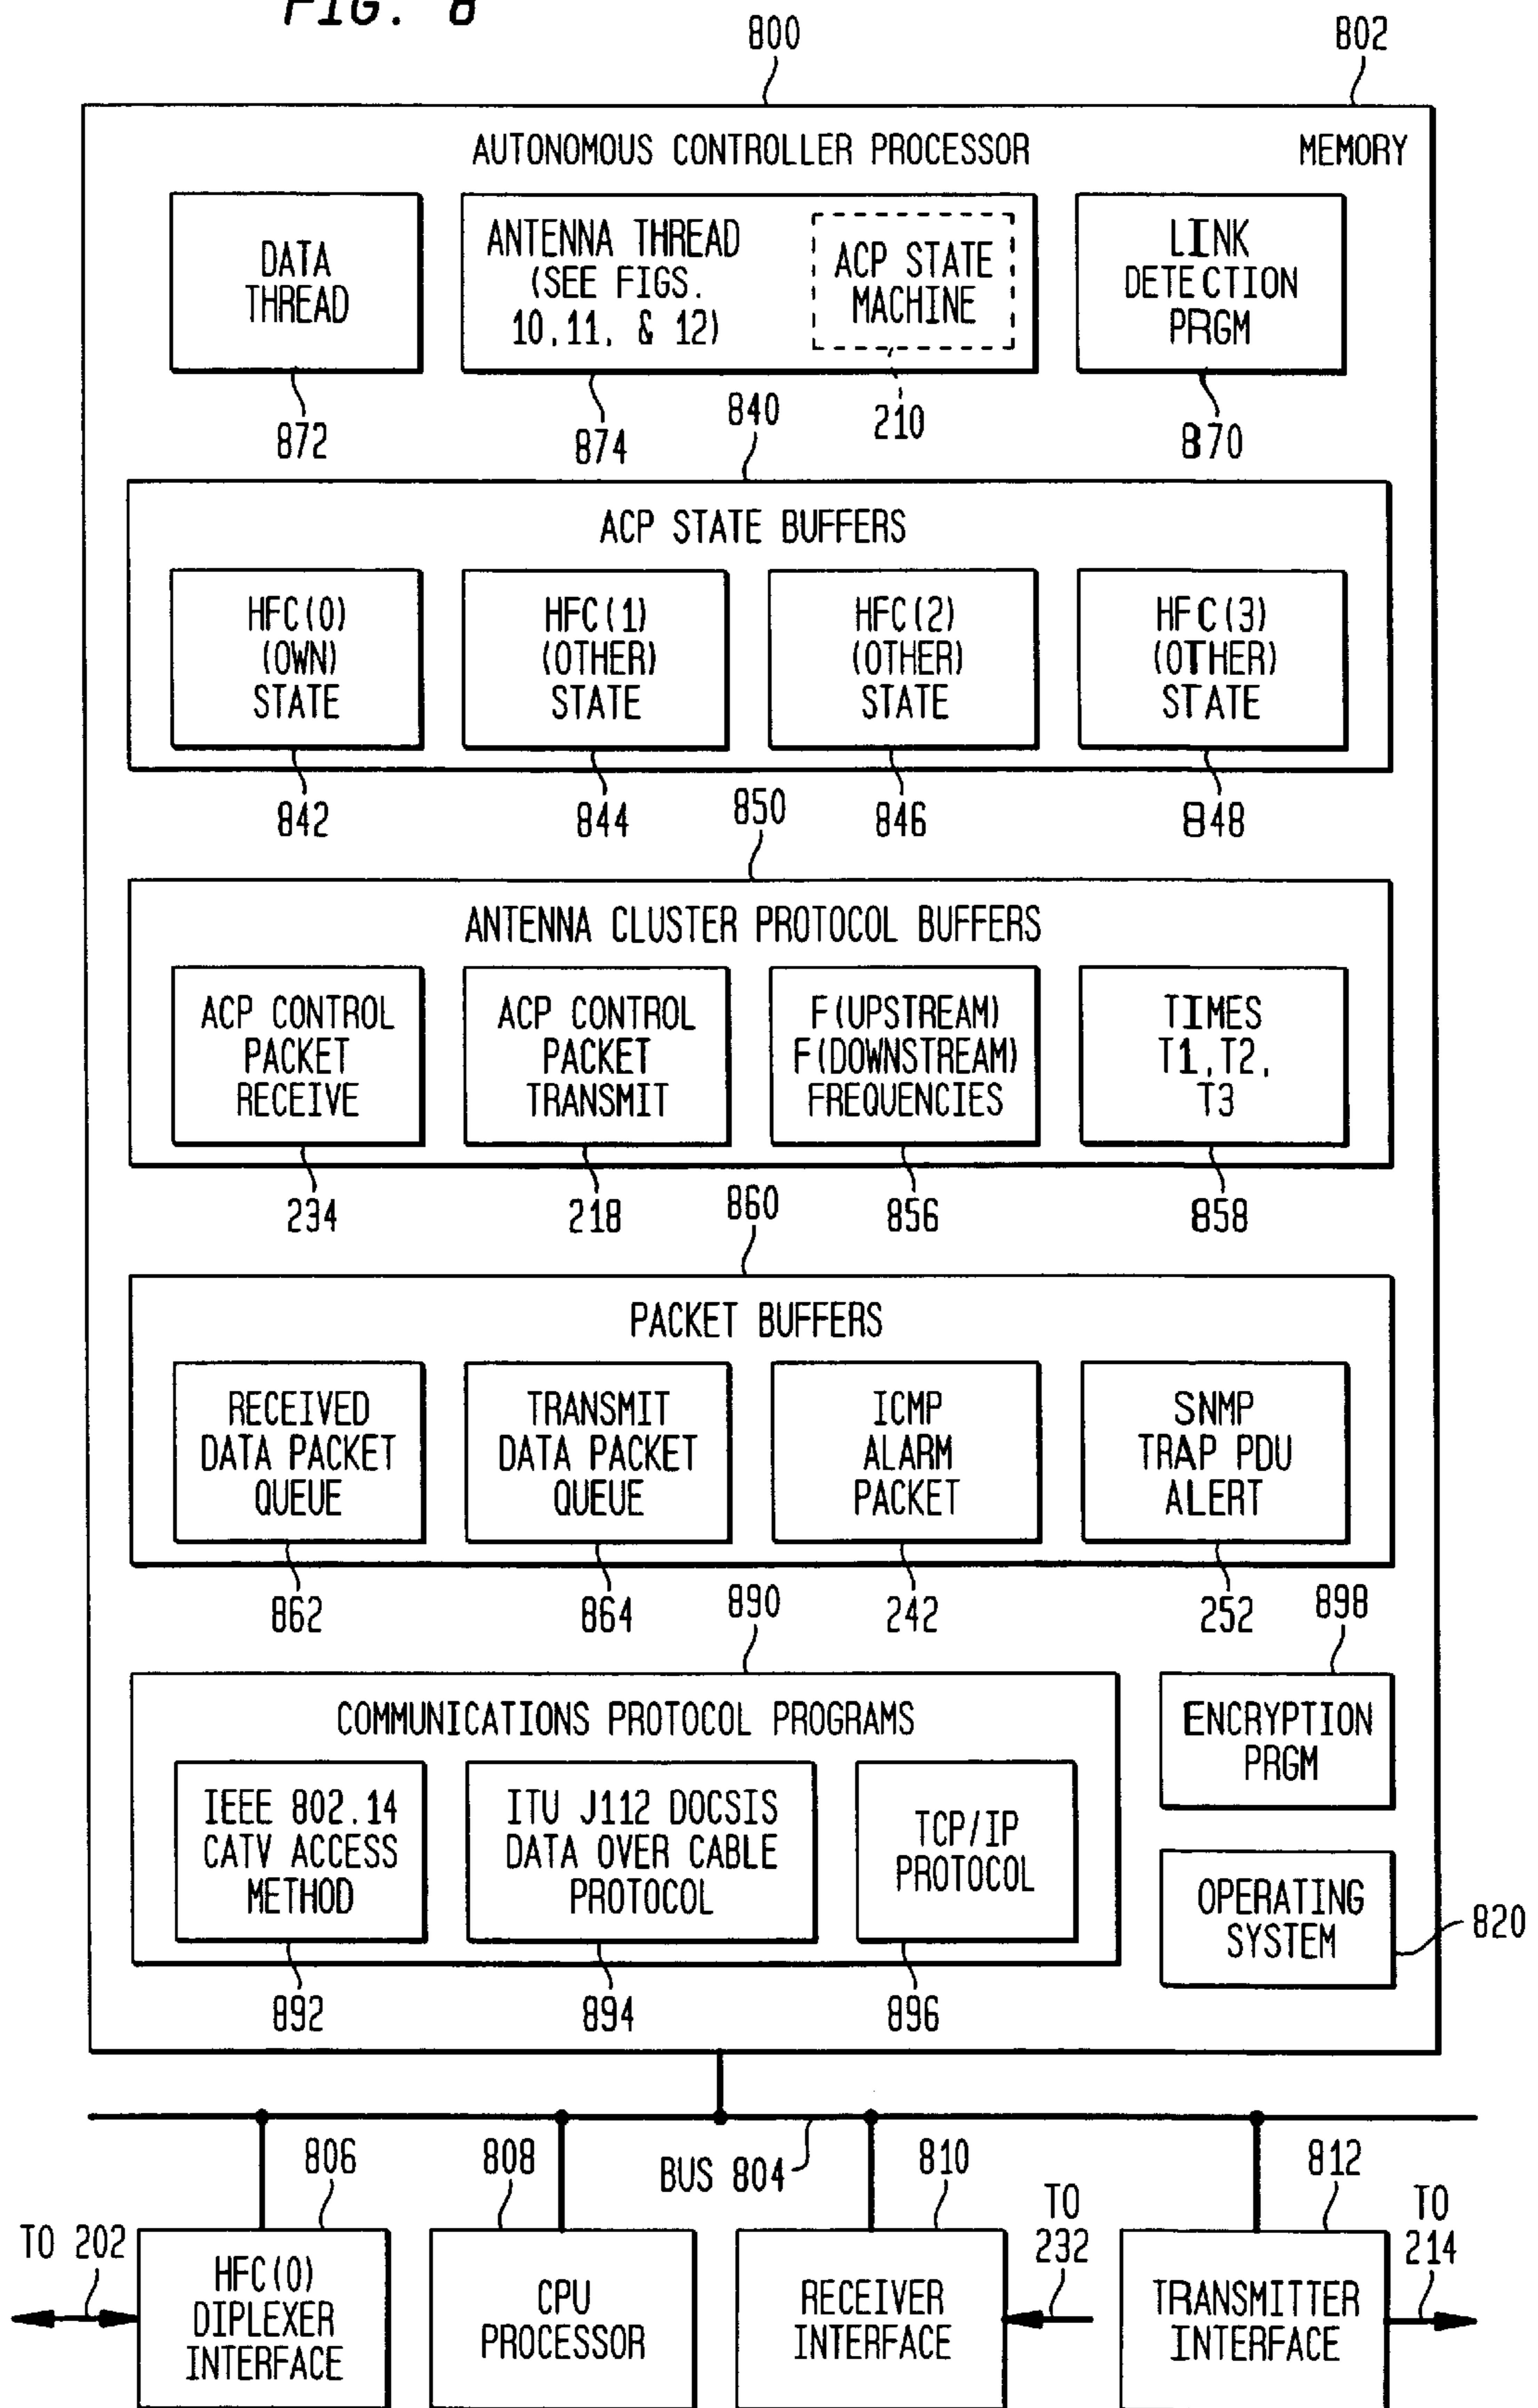 FIG. 8
800
802
AUTONOMOUS CONTROLLER PROCESSOR
MEMORY
DATA
THREAD
ANTENNA THREAD
(SEE FIGS.
10,11, & 12)
ACP STATE
MACHINE
LINK
DETECTION
PRGM
872
874
840
210
870
ACP STATE BUFFERS
HFC(0)
(OWN)
STATE
HFC(1)
(OTHER)
STATE
HFC(2)
(OTHER)
STATE
HFC(3)
(OTHER)
STATE
842
844
850
846
848
ANTENNA CLUSTER PROTOCOL BUFFERS
ACP CONTROL
PACKET
RECEIVE
ACP CONTROL
PACKET
TRANSMIT
F(UPSTREAM)
F(DOWNSTREAM)
FREQUENCIES
TIMES
T1,T2,
T3
234
218
860
856
858
PACKET BUFFERS
RECEIVED
DATA PACKET
QUEUE
TRANSMIT
DATA PACKET
QUEUE
ICMP
ALARM
PACKET
SNMP
TRAP PDU
ALERT
862
864
890
242
252
898
COMMUNICATIONS PROTOCOL PROGRAMS
IEEE 802.14
CATV ACCESS
METHOD
ITU J112 DOCSIS
DATA OVER CABLE
PROTOCOL
TCP/IP
PROTOCOL
ENCRYPTION
PRGM
OPERATING
SYSTEM
820
892
894
896
806
808
BUS 804
810
812
TO 202
HFC(0)
DIPLEXER
INTERFACE
CPU
PROCESSOR
RECEIVER
INTERFACE
TO
232
TRANSMITTER
INTERFACE
TO
214